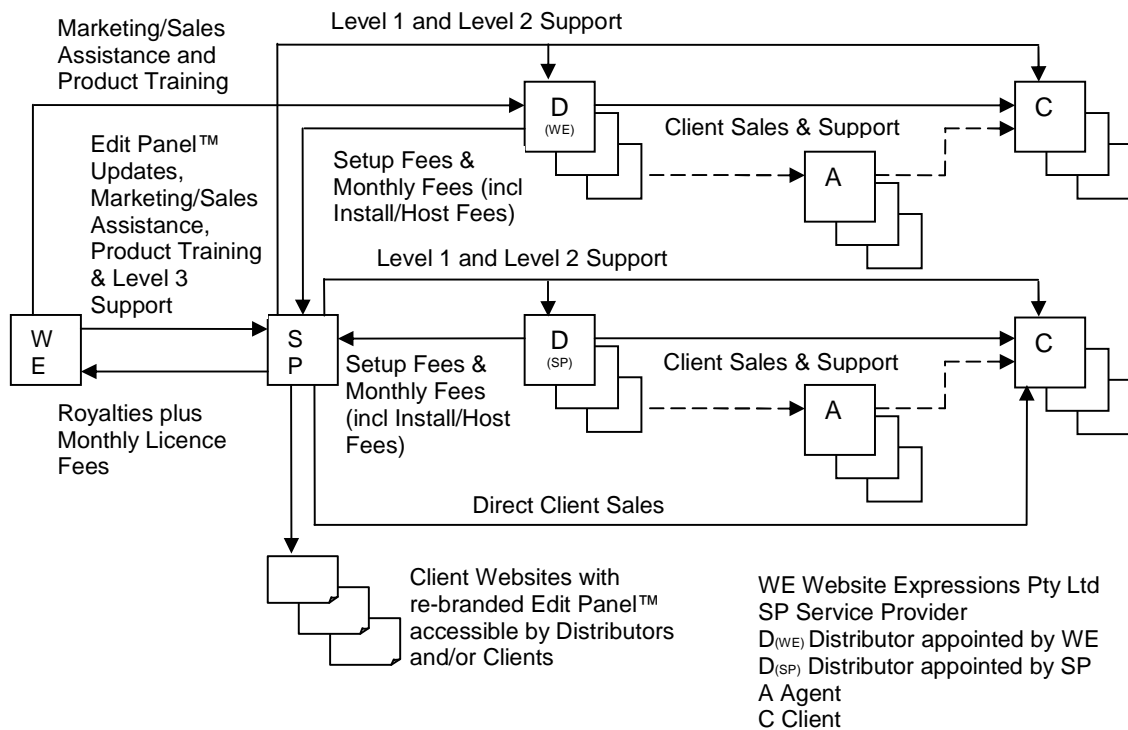 Marketing/Sales
Assistance and
Product Training
Level 1 and Level 2 Support
D
(WE)
C
Client Sales & Support
Edit Panel™
Updates,
Marketing/Sales
Assistance,
Product Training
& Level 3
Support
Setup Fees &
Monthly Fees (incl
Install/Host Fees)
A
Level 1 and Level 2 Support
W
E
S
P
D
(SP)
C
Client Sales & Support
Setup Fees &
Monthly Fees
(incl Install/Host
Fees)
A
Royalties plus
Monthly Licence
Fees
Direct Client Sales
Client Websites with
re-branded Edit Panel™
accessible by Distributors
and/or Clients
WE Website Expressions Pty Ltd
SP Service Provider
D(WE) Distributor appointed by WE
D(SP) Distributor appointed by SP
A Agent
C Client